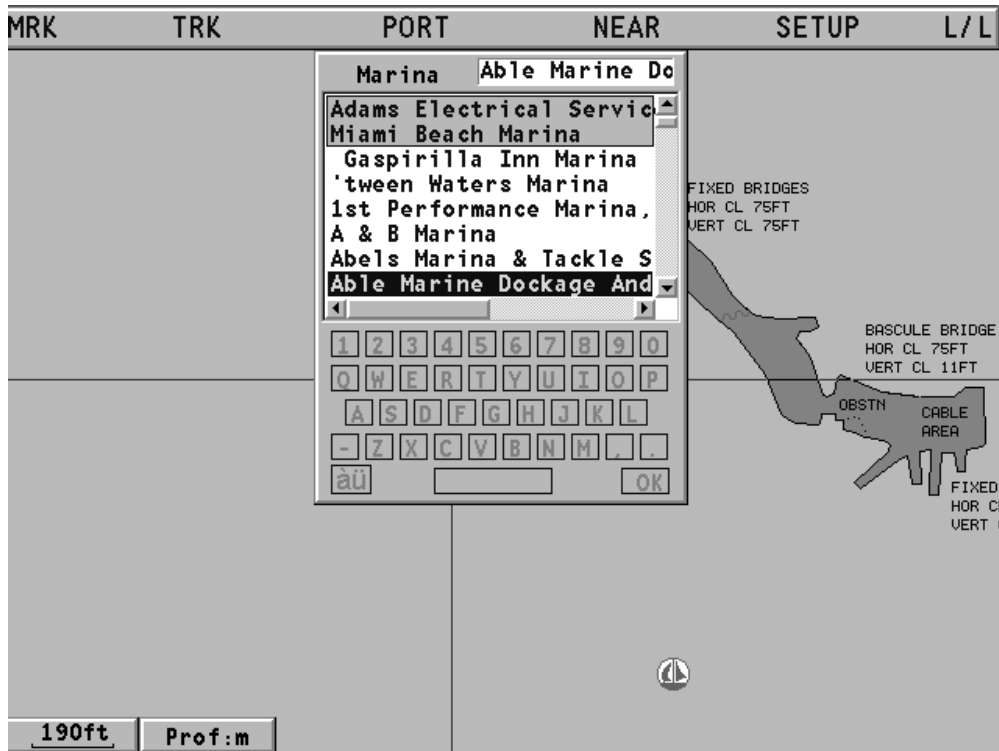 MRK TRK PORT NEAR SETUP L/L
Marina Able Marine Do
Adams Electrical Servic
Miami Beach Marina
Gaspirilla Inn Marina
'tween Waters Marina
1st Performance Marina,
A & B Marina
Abels Marina & Tackle S
Able Marine Dockage And
1 2 3 4 5 6 7 8 9 0
Q W E R T Y U I O P
A S D F G H J K L
- Z X C V B N M , .
àü OK
FIXED BRIDGES
HOR CL 75FT
VERT CL 75FT
BASCULE BRIDGE
HOR CL 75FT
VERT CL 11FT
OBSTN
CABLE
AREA
FIXED
HOR C
VERT
190ft Prof:m